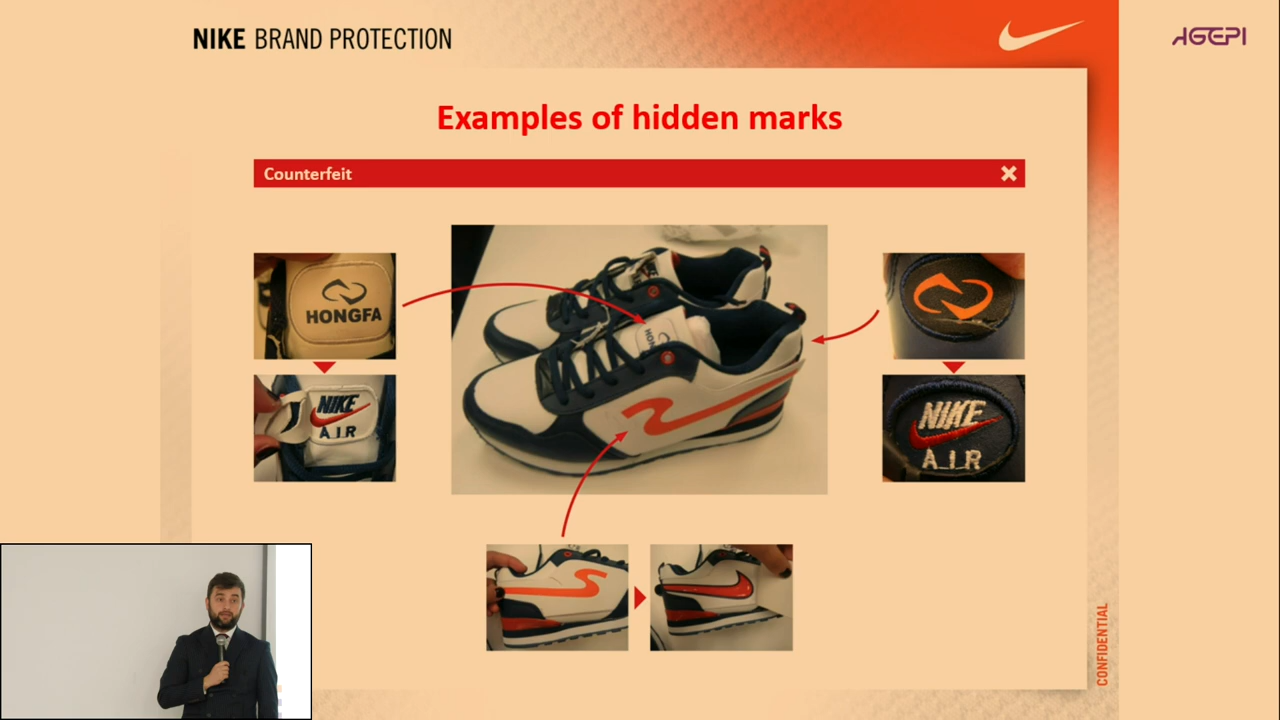 NIKE BRAND PROTECTION
AGEPI
Examples of hidden marks
Counterfeit
HONGFA
NIKE
AIR
NIKE
AIR
CONFIDENTIAL